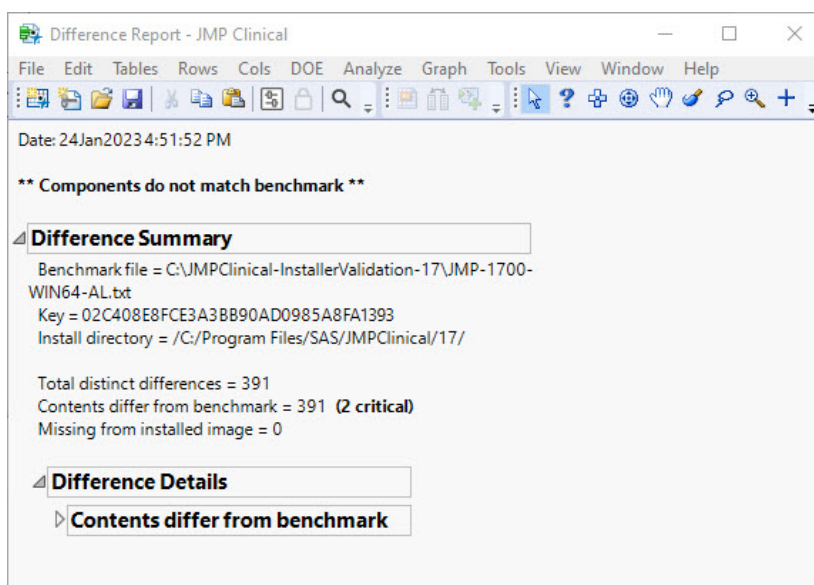 Difference Report - JMP Clinical
File Edit Tables Rows Cols DOE Analyze Graph Tools View Window Help
Date: 24Jan2023 4:51:52 PM
** Components do not match benchmark **
Difference Summary
Benchmark file = C:\JMPClinical-InstallerValidation-17\JMP-1700-
WIN64-AL.txt
Key = 02C408E8FCE3A3BB90AD0985A8FA1393
Install directory = /C:/Program Files/SAS/JMPClinical/17/
Total distinct differences = 391
Contents differ from benchmark = 391 (2 critical)
Missing from installed image = 0
Difference Details
Contents differ from benchmark